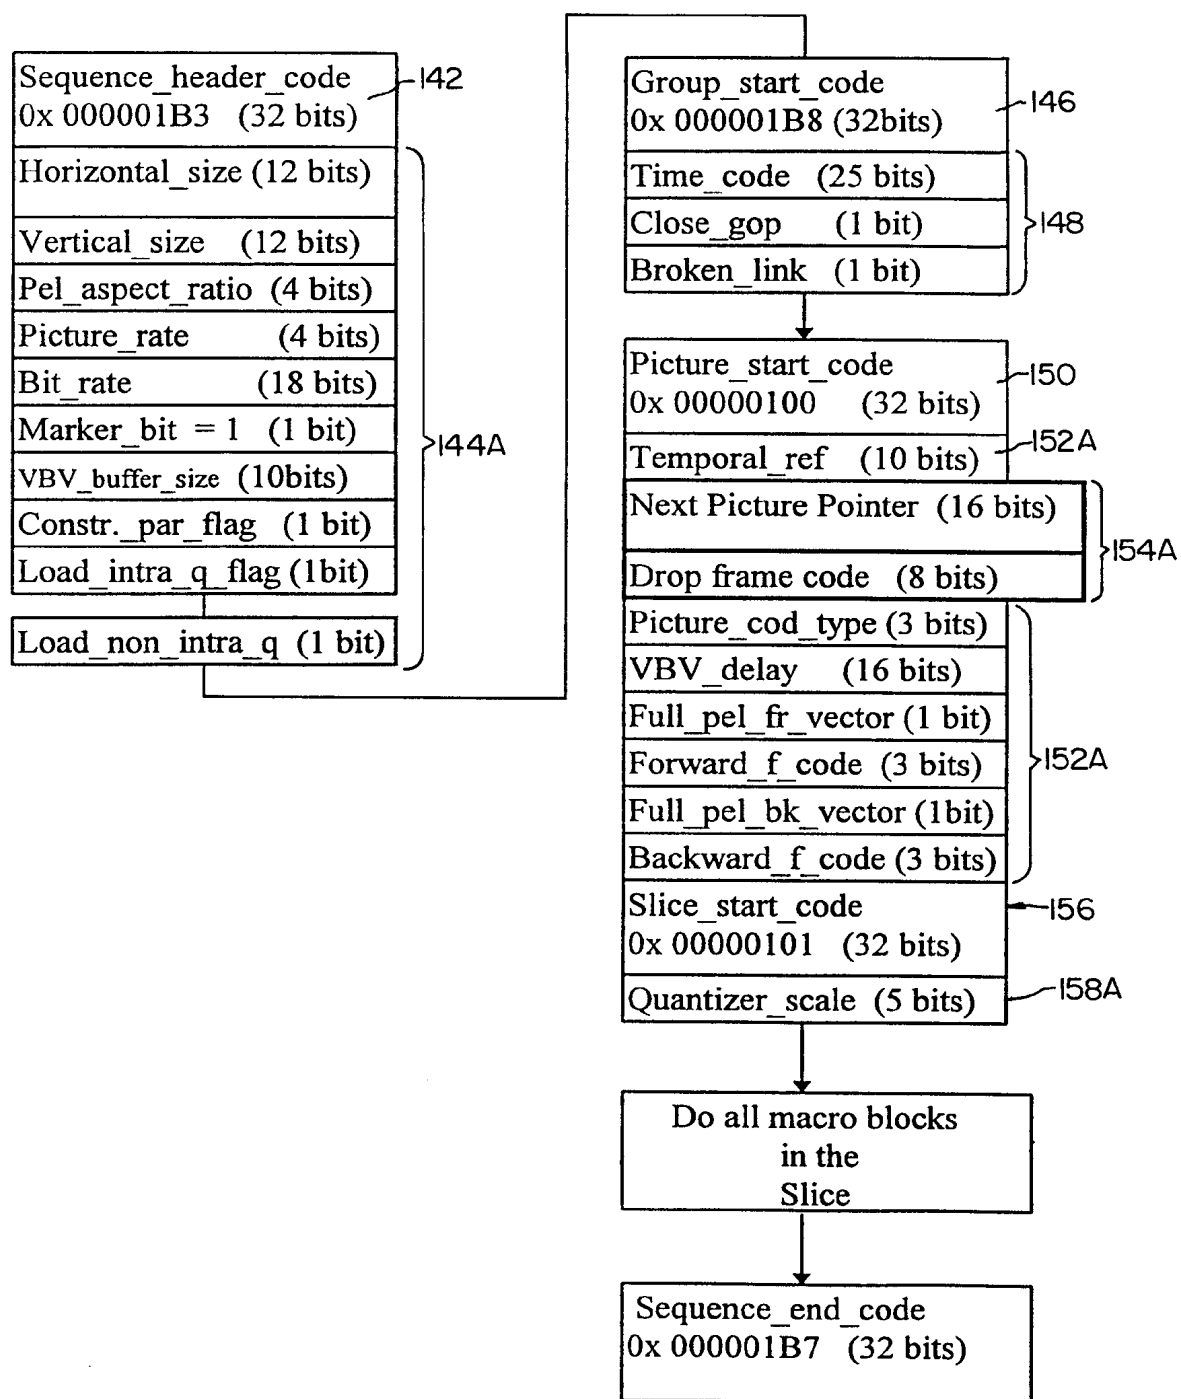 Sequence_header_code
0x 000001B3 (32 bits)
142
Horizontal_size (12 bits)
Vertical_size (12 bits)
Pel_aspect_ratio (4 bits)
Picture_rate (4 bits)
Bit_rate (18 bits)
Marker_bit = 1 (1 bit)
VBV_buffer_size (10bits)
Constr._par_flag (1 bit)
Load_intra_q_flag (1bit)
Load_non_intra_q (1 bit)
144A
Group_start_code
0x 000001B8 (32bits)
146
Time_code (25 bits)
Close_gop (1 bit)
Broken_link (1 bit)
148
Picture_start_code
0x 00000100 (32 bits)
150
Temporal_ref (10 bits)
152A
Next Picture Pointer (16 bits)
Drop frame code (8 bits)
154A
Picture_cod_type (3 bits)
VBV_delay (16 bits)
Full_pel_fr_vector (1 bit)
Forward_f_code (3 bits)
Full_pel_bk_vector (1bit)
Backward_f_code (3 bits)
152A
Slice_start_code
0x 00000101 (32 bits)
156
Quantizer_scale (5 bits)
158A
Do all macro blocks
in the
Slice
Sequence_end_code
0x 000001B7 (32 bits)